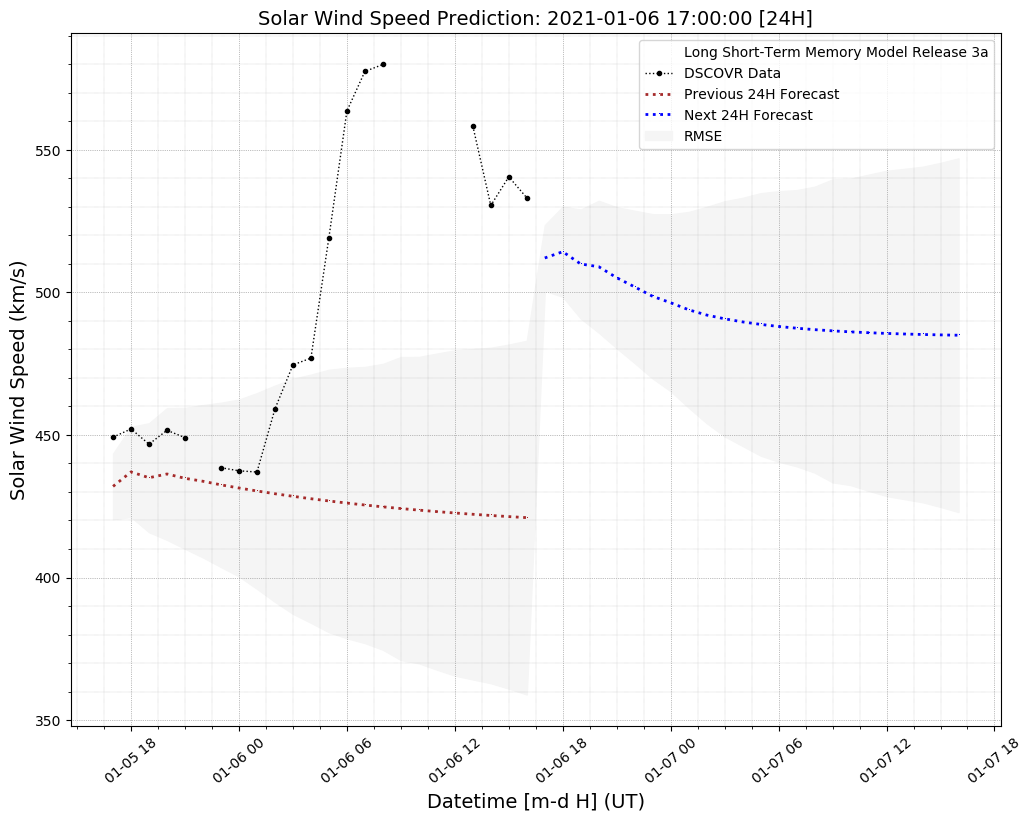 Solar Wind Speed Prediction: 2021-01-06 17:00:00 [24H]
Long Short-Term Memory Model Release 3a
DSCOVR Data
Previous 24H Forecast
Next 24H Forecast
RMSE
Solar Wind Speed (km/s)
550
500
450
400
350
01-05 18
01-06 00
01-06 06
01-06 12
01-06 18
01-07 00
01-07 06
01-07 12
01-07 18
Datetime [m-d H] (UT)